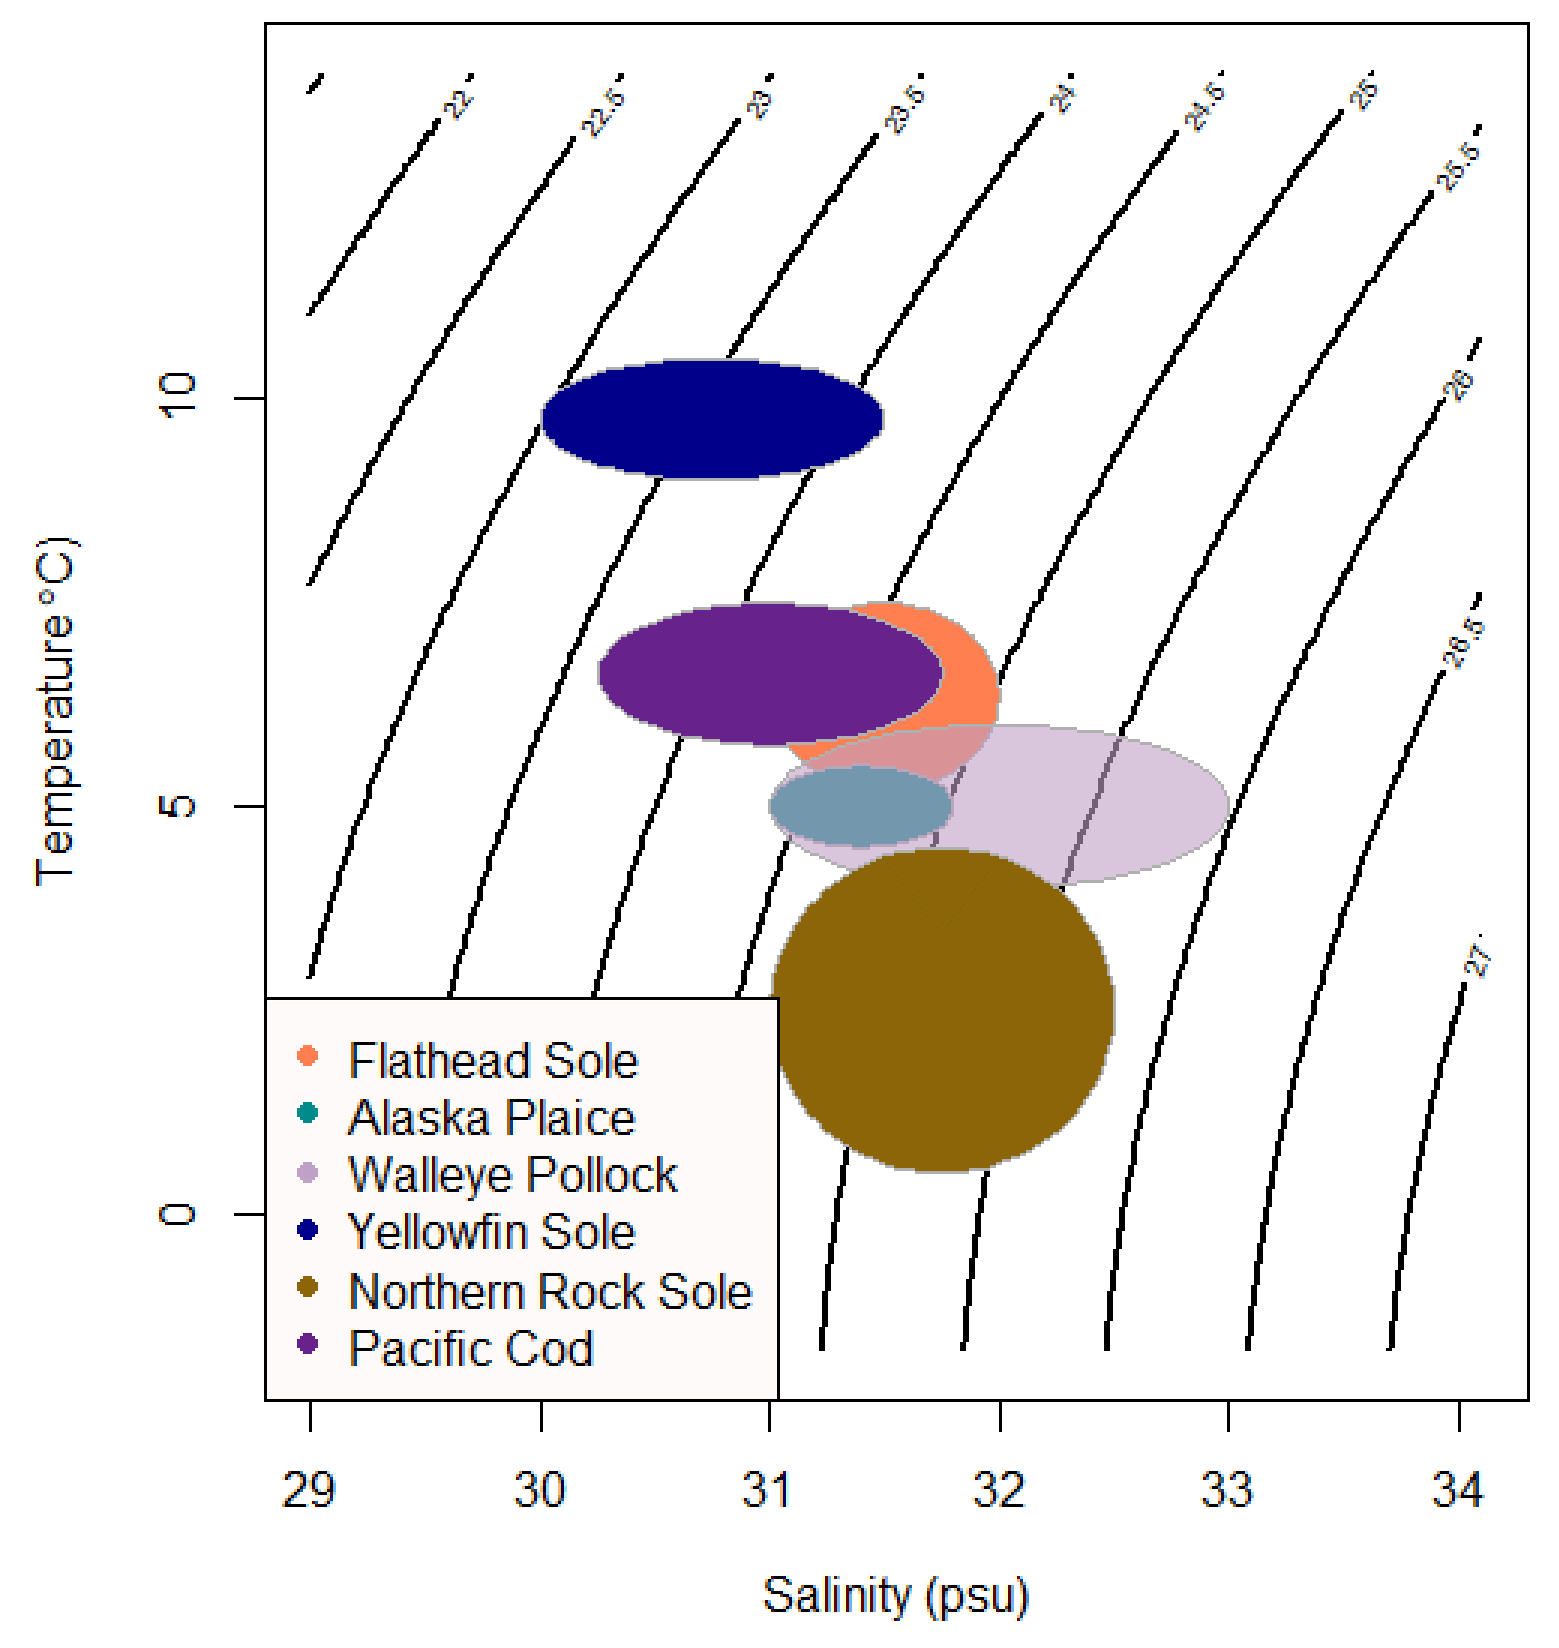 22
22.5
23
23.5
24
24.5
25
25.5
26
26.5
27
10
5
0
Temperature °C)
Flathead Sole
Alaska Plaice
Walleye Pollock
Yellowfin Sole
Northern Rock Sole
Pacific Cod
29 30 31 32 33 34
Salinity (psu)